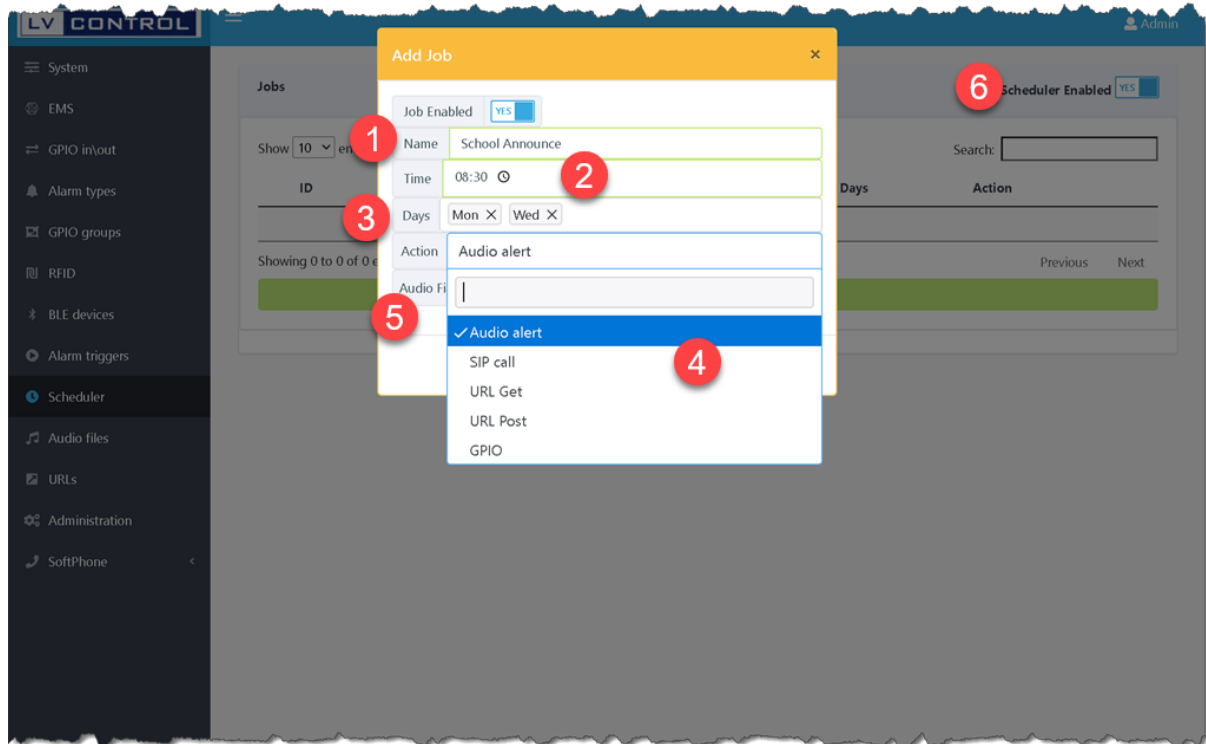 LV CONTROL
Admin
System
EMS
GPIO in\out
Alarm types
GPIO groups
RFID
BLE devices
Alarm triggers
Scheduler
Audio files
URLs
Administration
SoftPhone
Jobs
6
Scheduler Enabled YES
Show 10 en
Search:
ID
Days
Action
Showing 0 to 0 of 0 e
Previous Next
Add Job ×
Job Enabled YES
1
Name School Announce
Time 08:30
2
3
Days Mon × Wed ×
Action Audio alert
Audio Fi
5
Audio alert
SIP call
4
URL Get
URL Post
GPIO